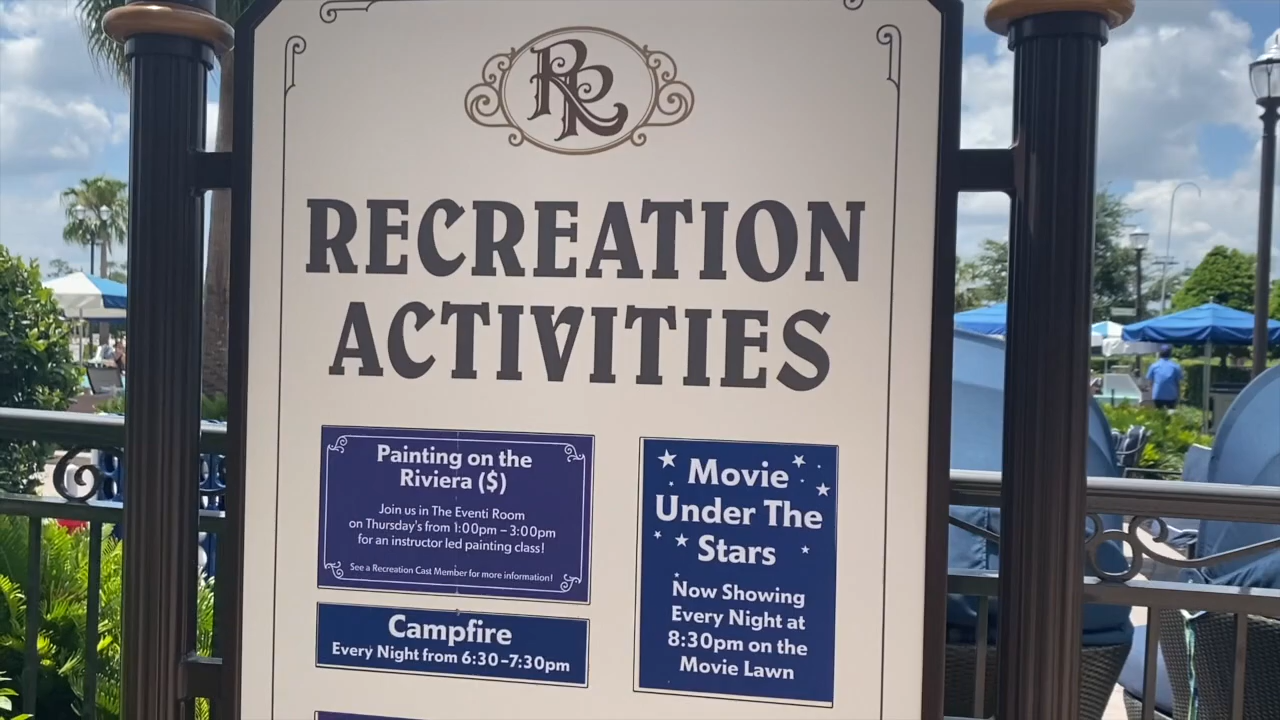 RR
RECREATION
ACTIVITIES
Painting on the
Riviera ($)
Join us in The Eventi Room
on Thursday's from 1:00pm – 3:00pm
for an instructor led painting class!
See a Recreation Cast Member for more information!
Campfire
Every Night from 6:30 –7:30pm
Movie
Under The
Stars
Now Showing
Every Night at
8:30pm on the
Movie Lawn